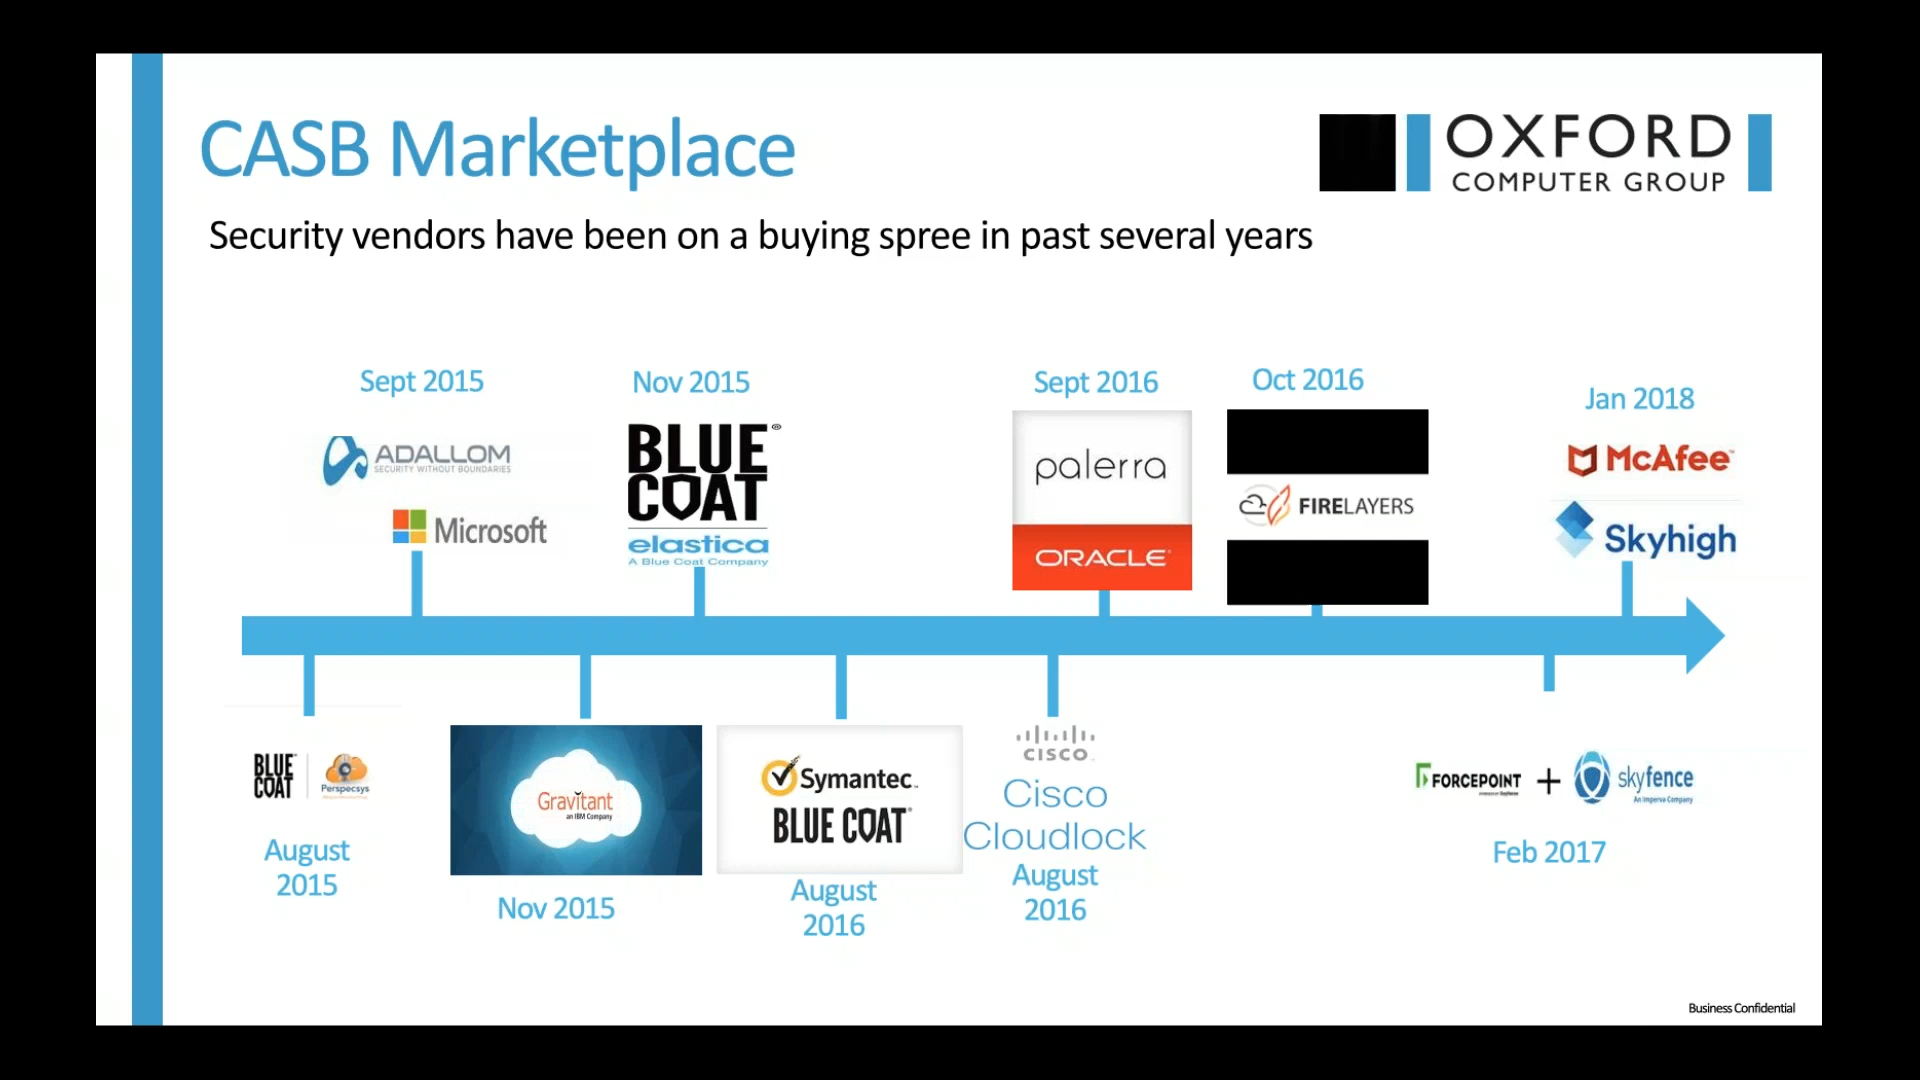 CASB Marketplace
OXFORD
COMPUTER GROUP
Security vendors have been on a buying spree in past several years
Sept 2015
ADALLOM
SECURITY WITHOUT BOUNDARIES
Microsoft
Nov 2015
BLUE
COAT
elastica
A Blue Coat Company
Sept 2016
palerra
ORACLE
Oct 2016
FIRELAYERS
Jan 2018
McAfee
Skyhigh
BLUE
COAT
Perspecsys
August
2015
Gravitant
an IBM Company
Nov 2015
Symantec
BLUE COAT
August
2016
CISCO
Cisco
Cloudlock
August
2016
FORCEPOINT + skyfence
An Imperva Company
Feb 2017
Business Confidential